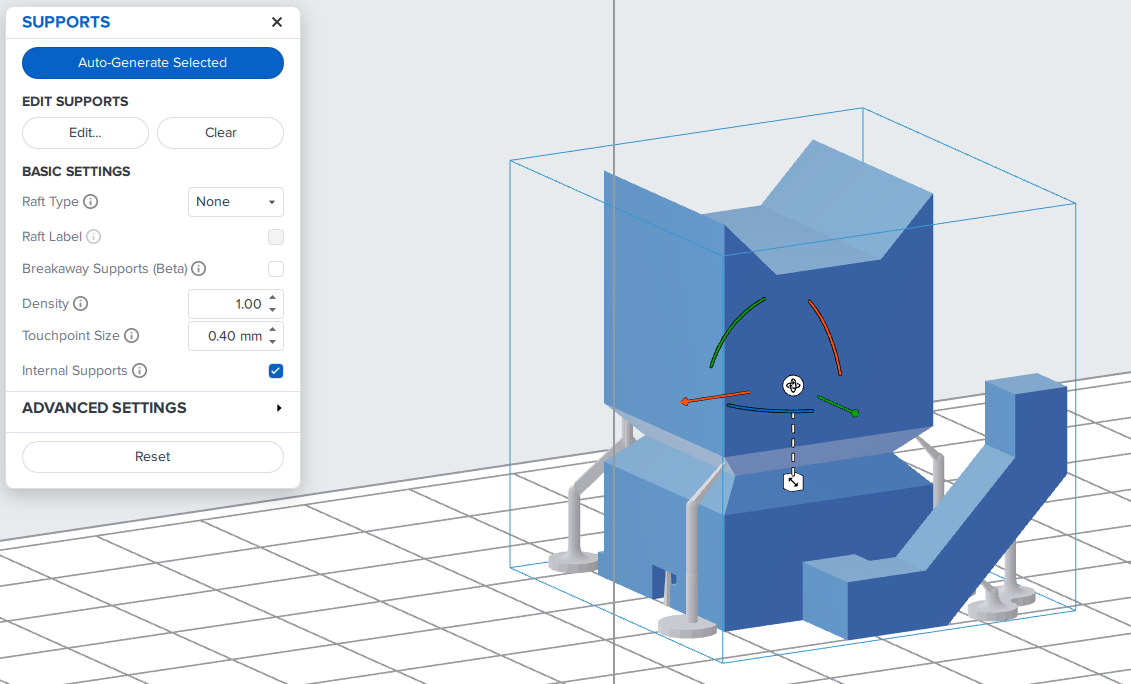 SUPPORTS
Auto-Generate Selected
EDIT SUPPORTS
Edit...
Clear
BASIC SETTINGS
Raft Type
None
Raft Label
Breakaway Supports (Beta)
Density
1.00
Touchpoint Size
0.40 mm
Internal Supports
ADVANCED SETTINGS
Reset